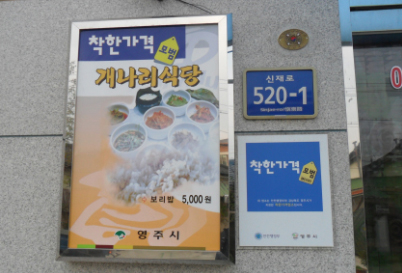 착한가격
모범
개나리식당
보리밥 5,000원
영주시
신재로
520-1
착한가격
모범
영주시
0